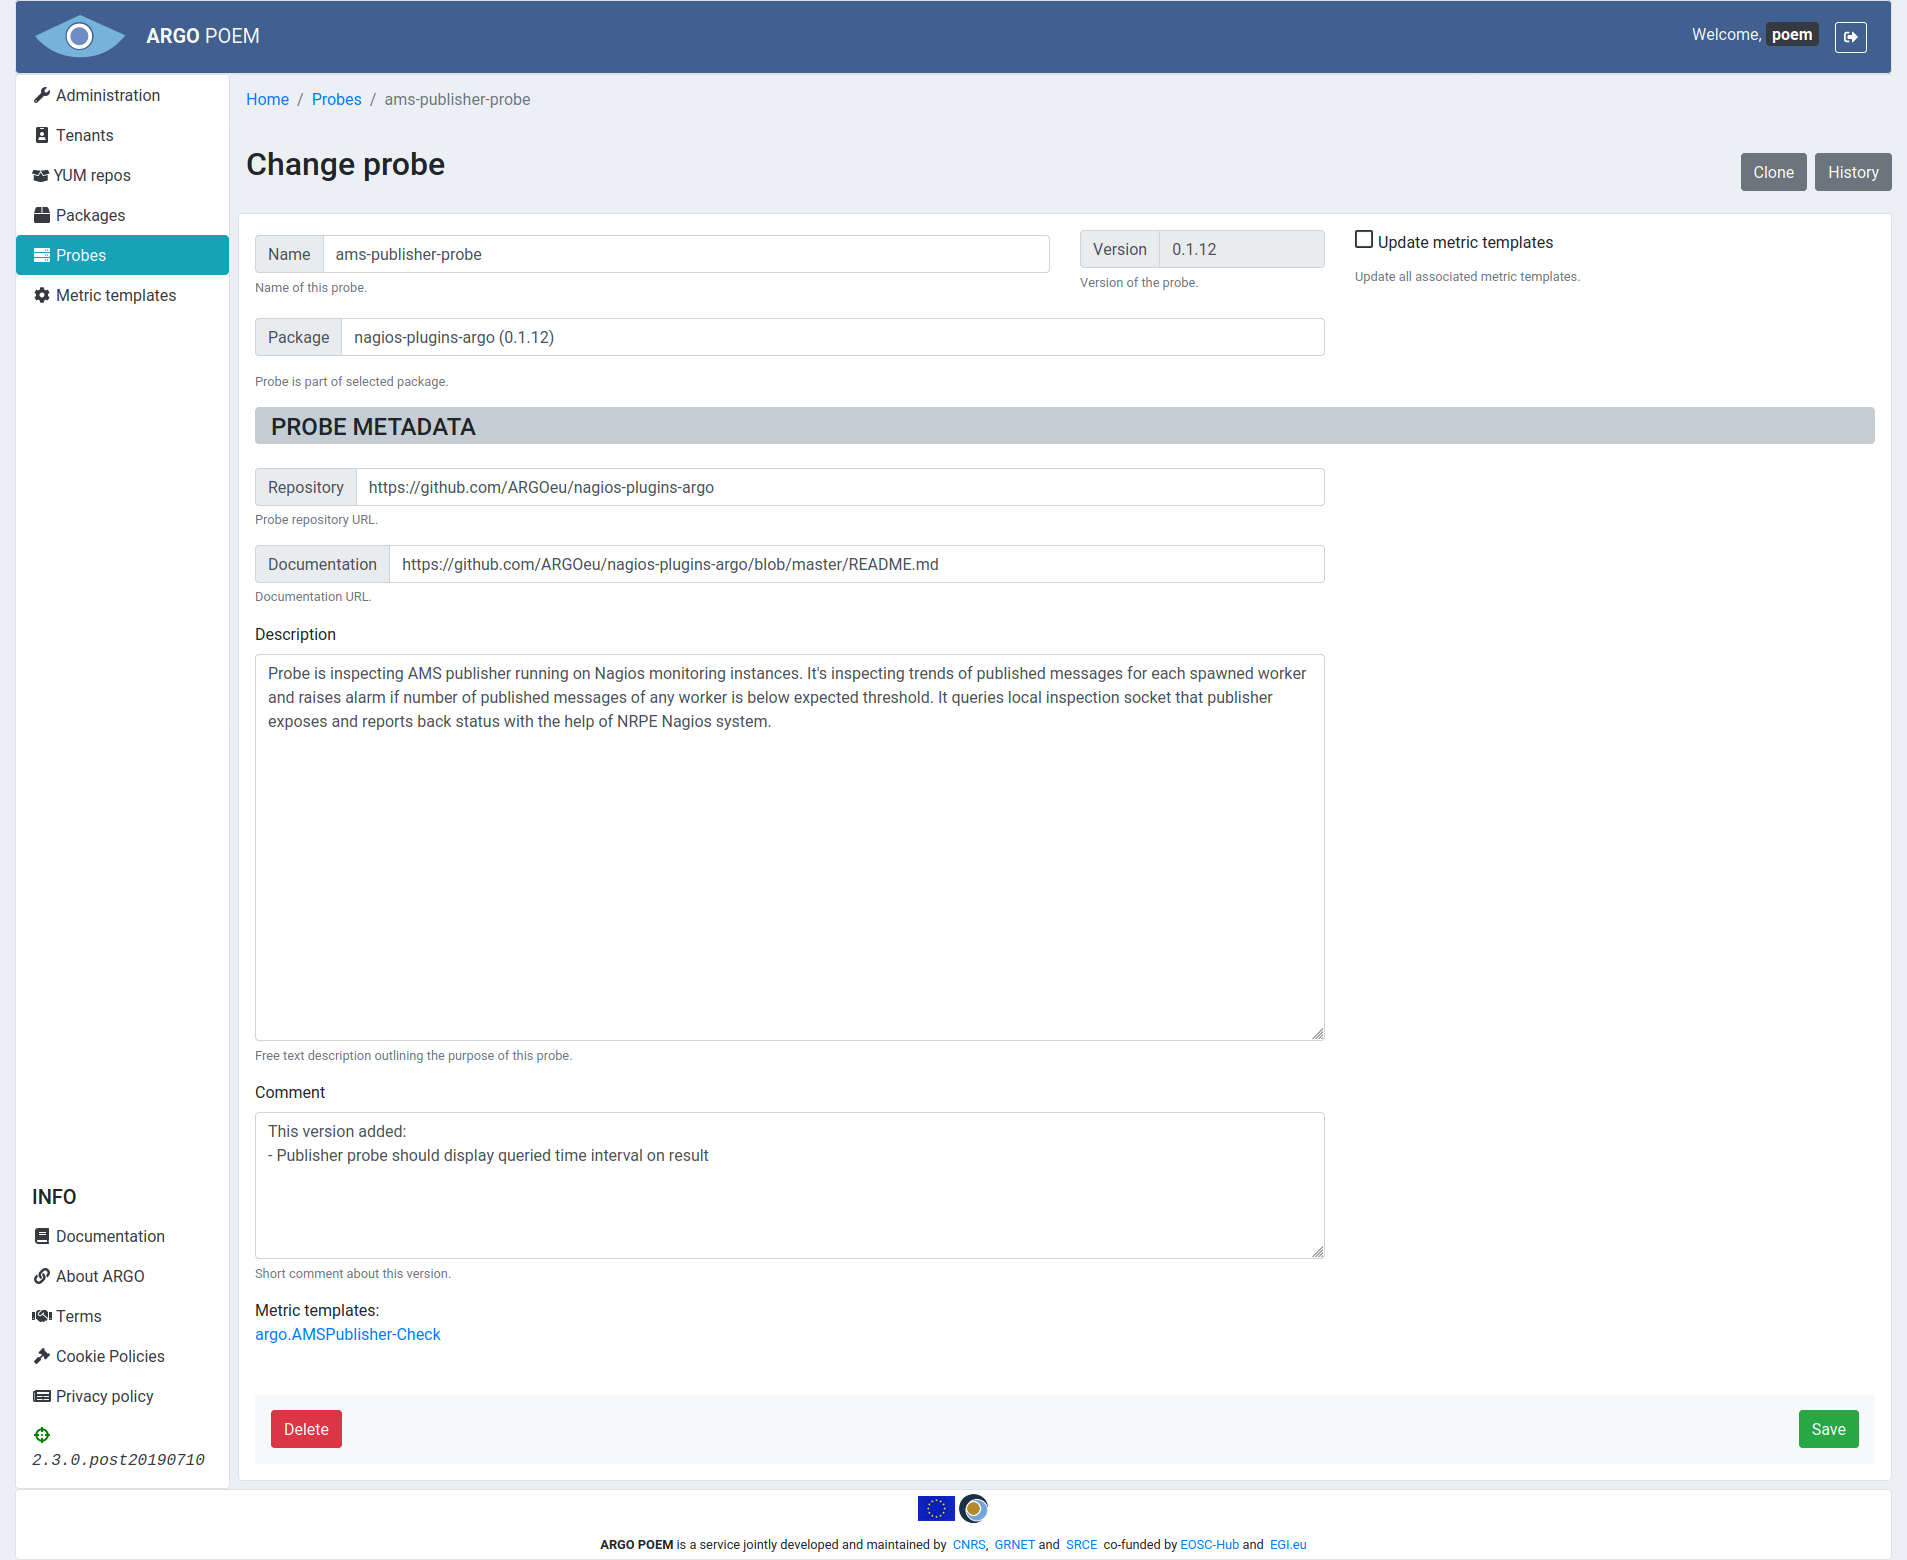 ARGO POEM
Welcome, poem
Administration
Tenants
YUM repos
Packages
Probes
Metric templates
Home / Probes / ams-publisher-probe
Change probe
Clone
History
Name ams-publisher-probe
Name of this probe.
Version 0.1.12
Version of the probe.
Update metric templates
Update all associated metric templates.
Package nagios-plugins-argo (0.1.12)
Probe is part of selected package.
PROBE METADATA
Repository https://github.com/ARGOeu/nagios-plugins-argo
Probe repository URL.
Documentation https://github.com/ARGOeu/nagios-plugins-argo/blob/master/README.md
Documentation URL.
Description
Probe is inspecting AMS publisher running on Nagios monitoring instances. It's inspecting trends of published messages for each spawned worker
and raises alarm if number of published messages of any worker is below expected threshold. It queries local inspection socket that publisher
exposes and reports back status with the help of NRPE Nagios system.
Free text description outlining the purpose of this probe.
Comment
This version added:
- Publisher probe should display queried time interval on result
Short comment about this version.
Metric templates:
argo.AMSPublisher-Check
Delete
Save
INFO
Documentation
About ARGO
Terms
Cookie Policies
Privacy policy
2.3.0.post20190710
ARGO POEM is a service jointly developed and maintained by CNRS, GRNET and SRCE co-funded by EOSC-Hub and EGI.eu